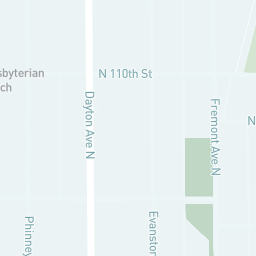 sbyterian
ch
N 110th St
Dayton Ave N
Fremont Ave N
N
Phinney
Evanston